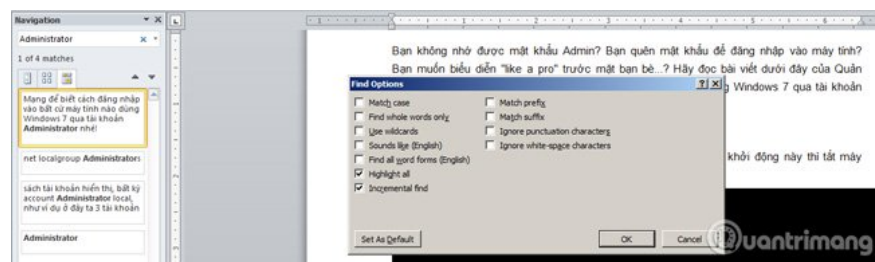 Navigation
Administrator
1 of 4 matches
Mạng để biết cách đăng nhập
vào bất cứ máy tính nào dùng
Windows 7 qua tài khoản
Administrator nhé!
net localgroup Administrators
sách tài khoản hiển thị, bất kỳ
account Administrator local,
như ví dụ ở đây ta 3 tài khoản
Administrator
Bạn không nhớ được mật khẩu Admin? Bạn quên mật khẩu để đăng nhập vào máy tính?
Bạn muốn biểu diễn "like a pro" trước mặt bạn bè...? Hãy đọc bài viết dưới đây của Quản
Windows 7 qua tài khoản
khởi động này thì tắt máy
Find Options
Match case
Find whole words only
Use wildcards
Sounds like (English)
Find all word forms (English)
Highlight all
Incremental find
Match prefix
Match suffix
Ignore punctuation characters
Ignore white-space characters
Set As Default
OK
Cancel
Quantrimang